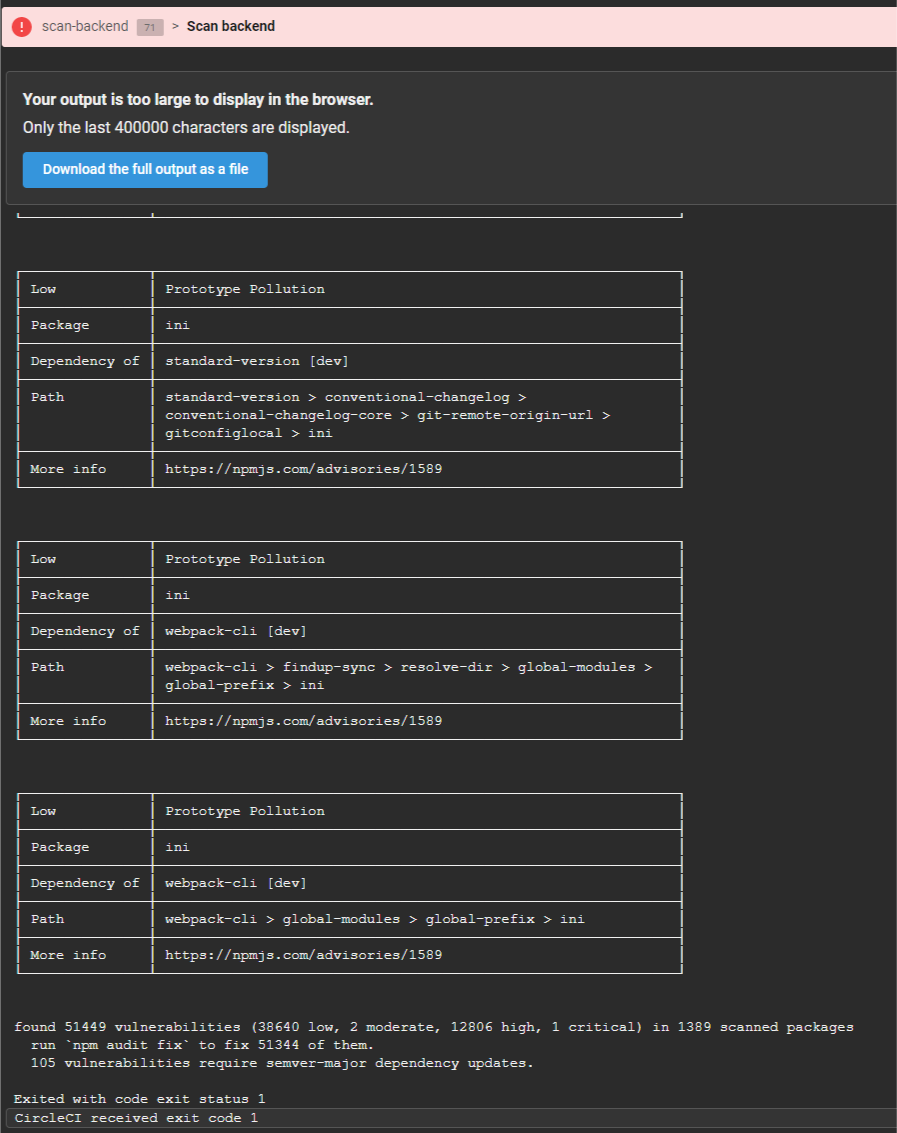 scan-backend 71 > Scan backend
Your output is too large to display in the browser.
Only the last 400000 characters are displayed.
Download the full output as a file
Low Prototype Pollution
Package ini
Dependency of standard-version [dev]
Path standard-version > conventional-changelog >
conventional-changelog-core > git-remote-origin-url >
gitconfiglocal > ini
More info https://npmjs.com/advisories/1589
Low Prototype Pollution
Package ini
Dependency of webpack-cli [dev]
Path webpack-cli > findup-sync > resolve-dir > global-modules >
global-prefix > ini
More info https://npmjs.com/advisories/1589
Low Prototype Pollution
Package ini
Dependency of webpack-cli [dev]
Path webpack-cli > global-modules > global-prefix > ini
More info https://npmjs.com/advisories/1589
found 51449 vulnerabilities (38640 low, 2 moderate, 12806 high, 1 critical) in 1389 scanned packages
run `npm audit fix` to fix 51344 of them.
105 vulnerabilities require semver-major dependency updates.
Exited with code exit status 1
CircleCI received exit code 1